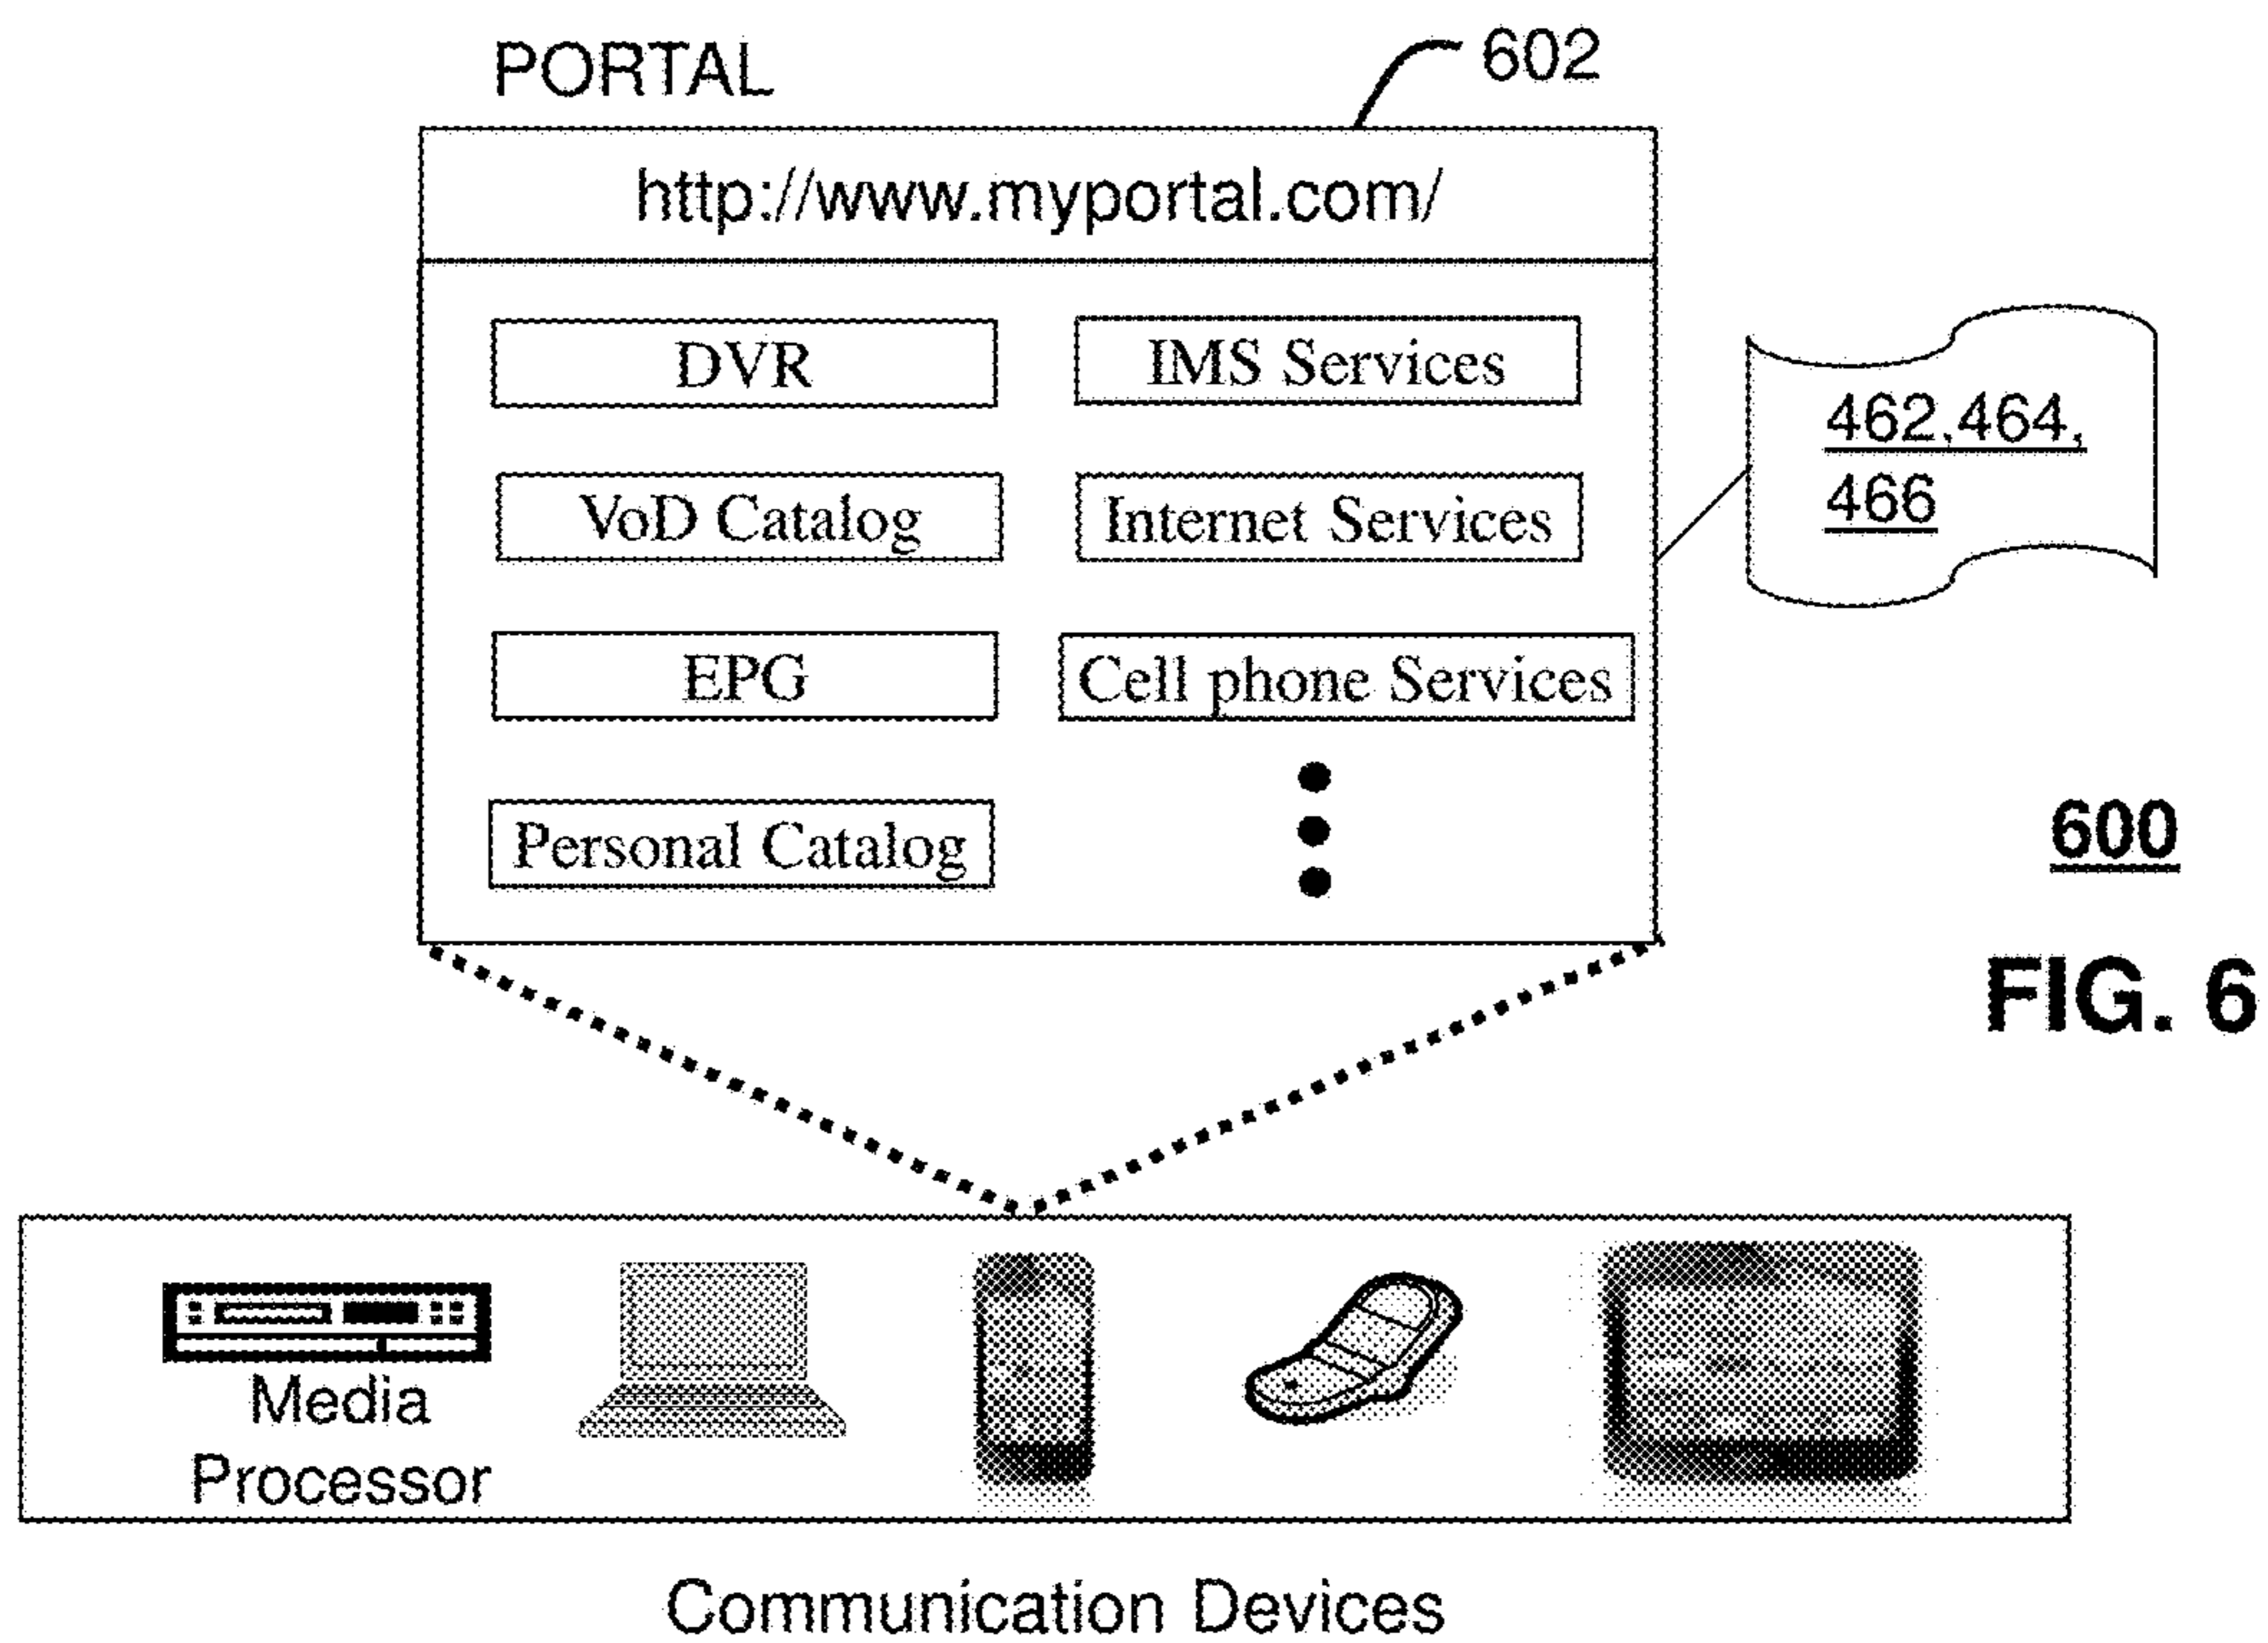 PORTAL
602
http://www.myportal.com/
DVR
IMS Services
VoD Catalog
Internet Services
EPG
Cell phone Services
Personal Catalog
462,464,
466
600
FIG. 6
Media
Processor
Communication Devices